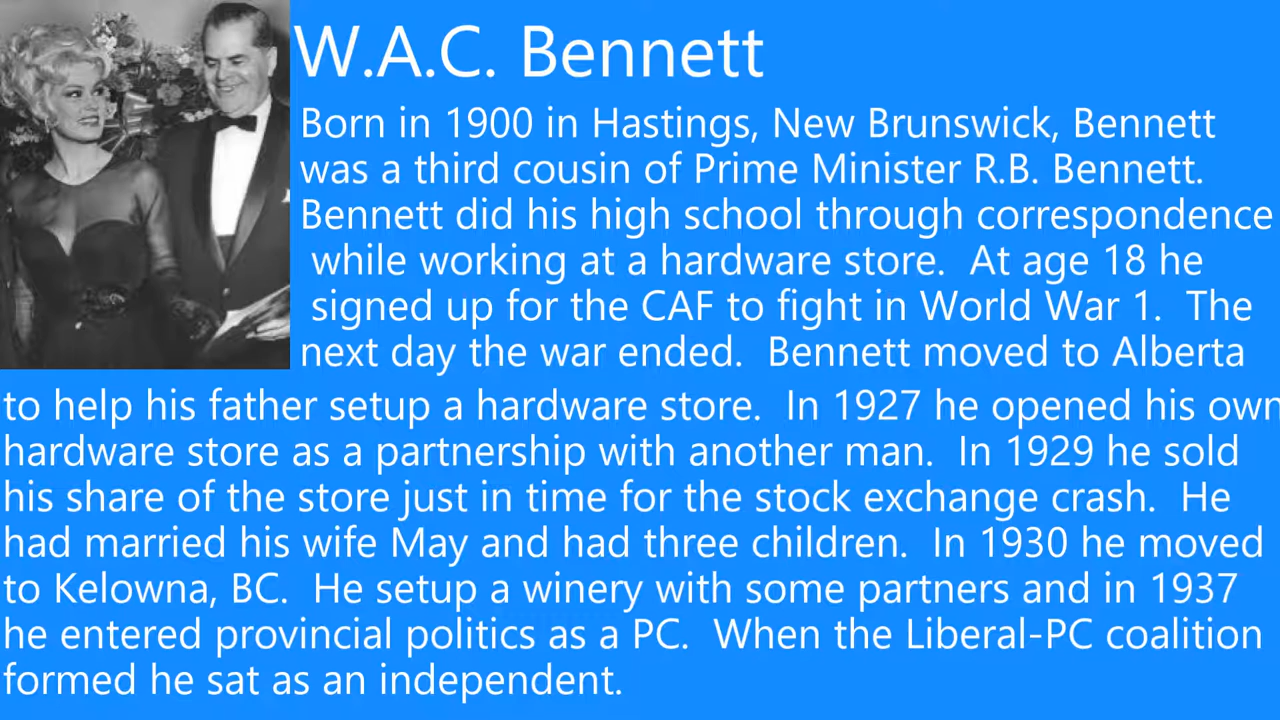 W.A.C. Bennett
Born in 1900 in Hastings, New Brunswick, Bennett
was a third cousin of Prime Minister R.B. Bennett.
Bennett did his high school through correspondence
while working at a hardware store.  At age 18 he
signed up for the CAF to fight in World War 1.  The
next day the war ended.  Bennett moved to Alberta
to help his father setup a hardware store.  In 1927 he opened his own
hardware store as a partnership with another man.  In 1929 he sold
his share of the store just in time for the stock exchange crash.  He
had married his wife May and had three children.  In 1930 he moved
to Kelowna, BC.  He setup a winery with some partners and in 1937
he entered provincial politics as a PC.  When the Liberal-PC coalition
formed he sat as an independent.